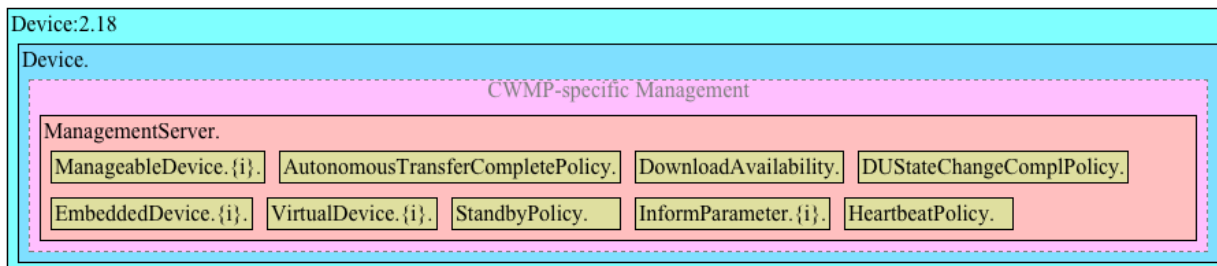 Device:2.18
Device.
CWMP-specific Management
ManagementServer.
ManageableDevice.{i}. AutonomousTransferCompletePolicy. DownloadAvailability. DUStateChangeComplPolicy.
EmbeddedDevice.{i}. VirtualDevice.{i}. StandbyPolicy. InformParameter.{i}. HeartbeatPolicy.